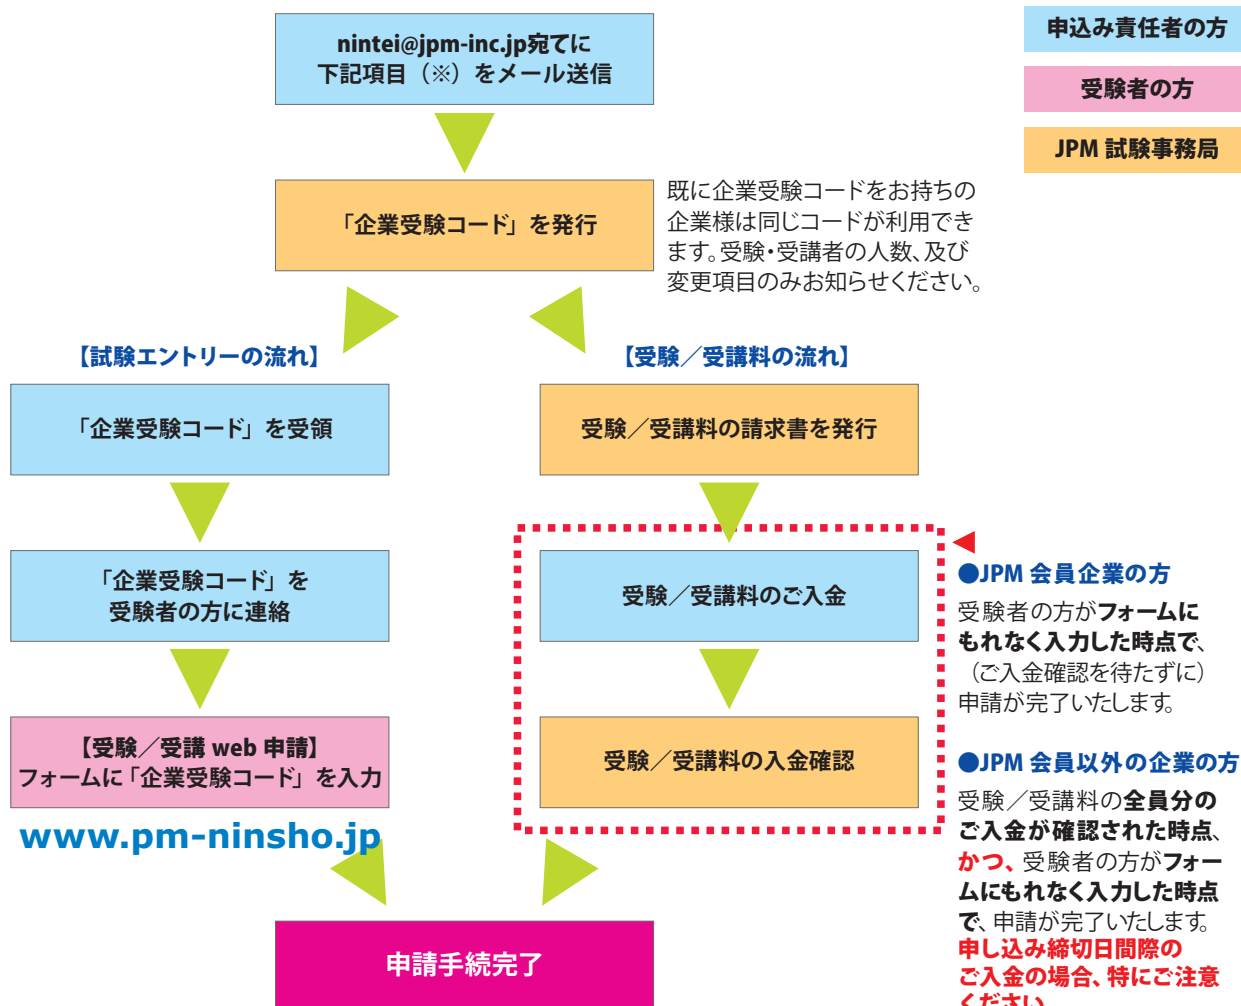 nintei@jpm-inc.jp宛てに
下記項目（※）をメール送信
申込み責任者の方
受験者の方
JPM 試験事務局
「企業受験コード」を発行
既に企業受験コードをお持ちの
企業様は同じコードが利用でき
ます。受験・受講者の人数、及び
変更項目のみお知らせください。
【試験エントリーの流れ】
「企業受験コード」を受領
「企業受験コード」を
受験者の方に連絡
【受験／受講 web 申請】
フォームに「企業受験コード」を入力
www.pm-ninsho.jp
【受験／受講料の流れ】
受験／受講料の請求書を発行
受験／受講料のご入金
受験／受講料の入金確認
●JPM 会員企業の方
受験者の方がフォームに
もれなく入力した時点で、
（ご入金確認を待たずに）
申請が完了いたします。
●JPM 会員以外の企業の方
受験／受講料の全員分の
ご入金が確認された時点、
かつ、受験者の方がフォー
ムにもれなく入力した時点
で、申請が完了いたします。
申し込み締切日間際の
ご入金の場合、特にご注意
ください
申請手続完了